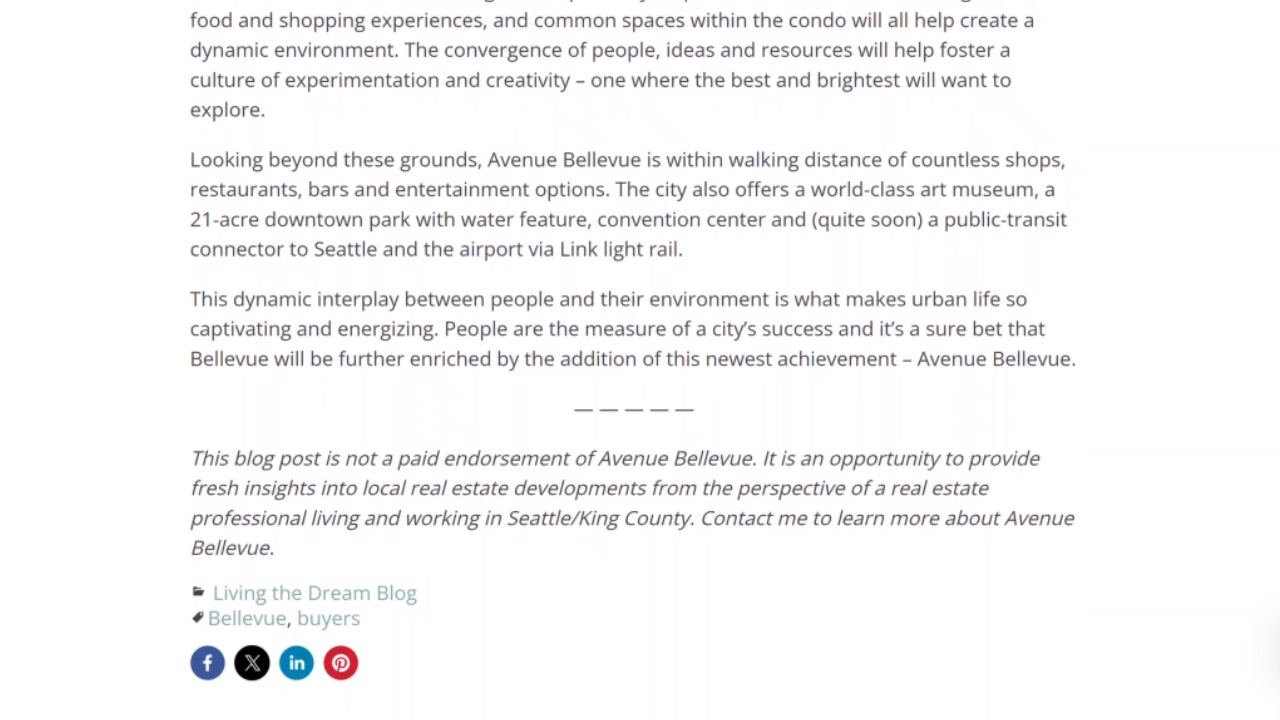 food and shopping experiences, and common spaces within the condo will all help create a
dynamic environment. The convergence of people, ideas and resources will help foster a
culture of experimentation and creativity – one where the best and brightest will want to
explore.
Looking beyond these grounds, Avenue Bellevue is within walking distance of countless shops,
restaurants, bars and entertainment options. The city also offers a world-class art museum, a
21-acre downtown park with water feature, convention center and (quite soon) a public-transit
connector to Seattle and the airport via Link light rail.
This dynamic interplay between people and their environment is what makes urban life so
captivating and energizing. People are the measure of a city’s success and it’s a sure bet that
Bellevue will be further enriched by the addition of this newest achievement – Avenue Bellevue.
— — — — —
This blog post is not a paid endorsement of Avenue Bellevue. It is an opportunity to provide
fresh insights into local real estate developments from the perspective of a real estate
professional living and working in Seattle/King County. Contact me to learn more about Avenue
Bellevue.
Living the Dream Blog
Bellevue, buyers